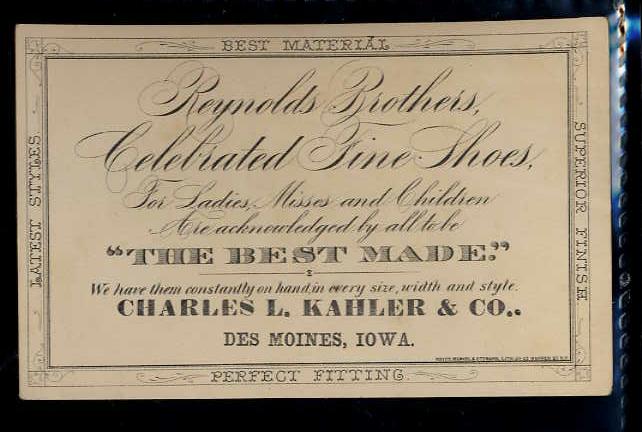 BEST MATERIAL
LATEST STYLES.
SUPERIOR FINISH.
Reynolds Brothers,
Celebrated Fine Shoes,
For Ladies, Misses and Children
Are acknowledged by all to be
"THE BEST MADE."
We have them constantly on hand, in every size, width and style.
CHARLES L. KAHLER & CO..
DES MOINES, IOWA.
PERFECT FITTING.